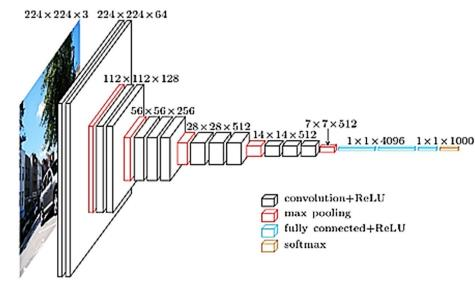 224×224×3 224×224×64
112×112×128
56×56×256
28×28×512
14×14×512
7×7×512
1×1×4096 1×1×1000
convolution+ReLU
max pooling
fully connected+ReLU
softmax